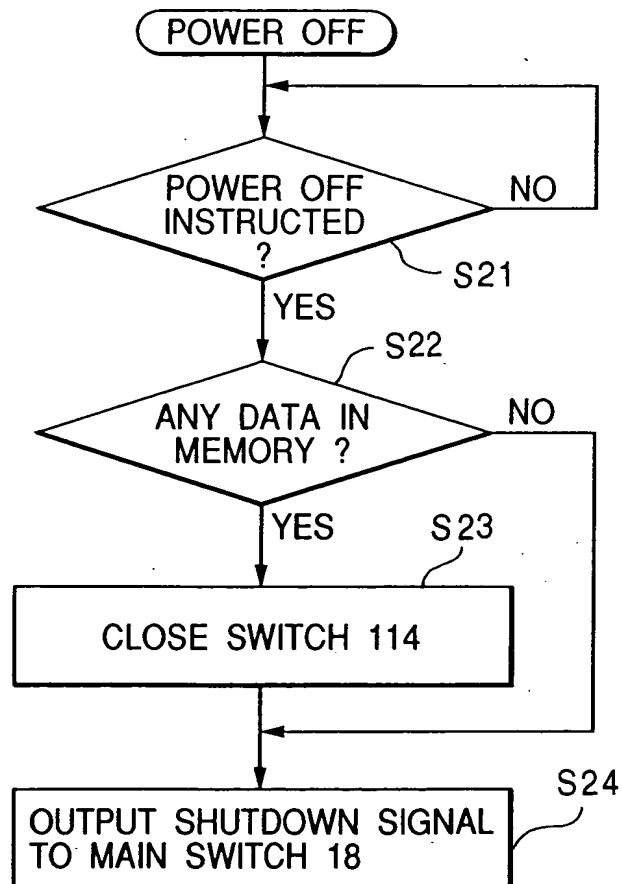 POWER OFF
POWER OFF
INSTRUCTED
?
NO
S21
YES
S22
ANY DATA IN
MEMORY ?
NO
YES
S23
CLOSE SWITCH 114
S24
OUTPUT SHUTDOWN SIGNAL
TO MAIN SWITCH 18